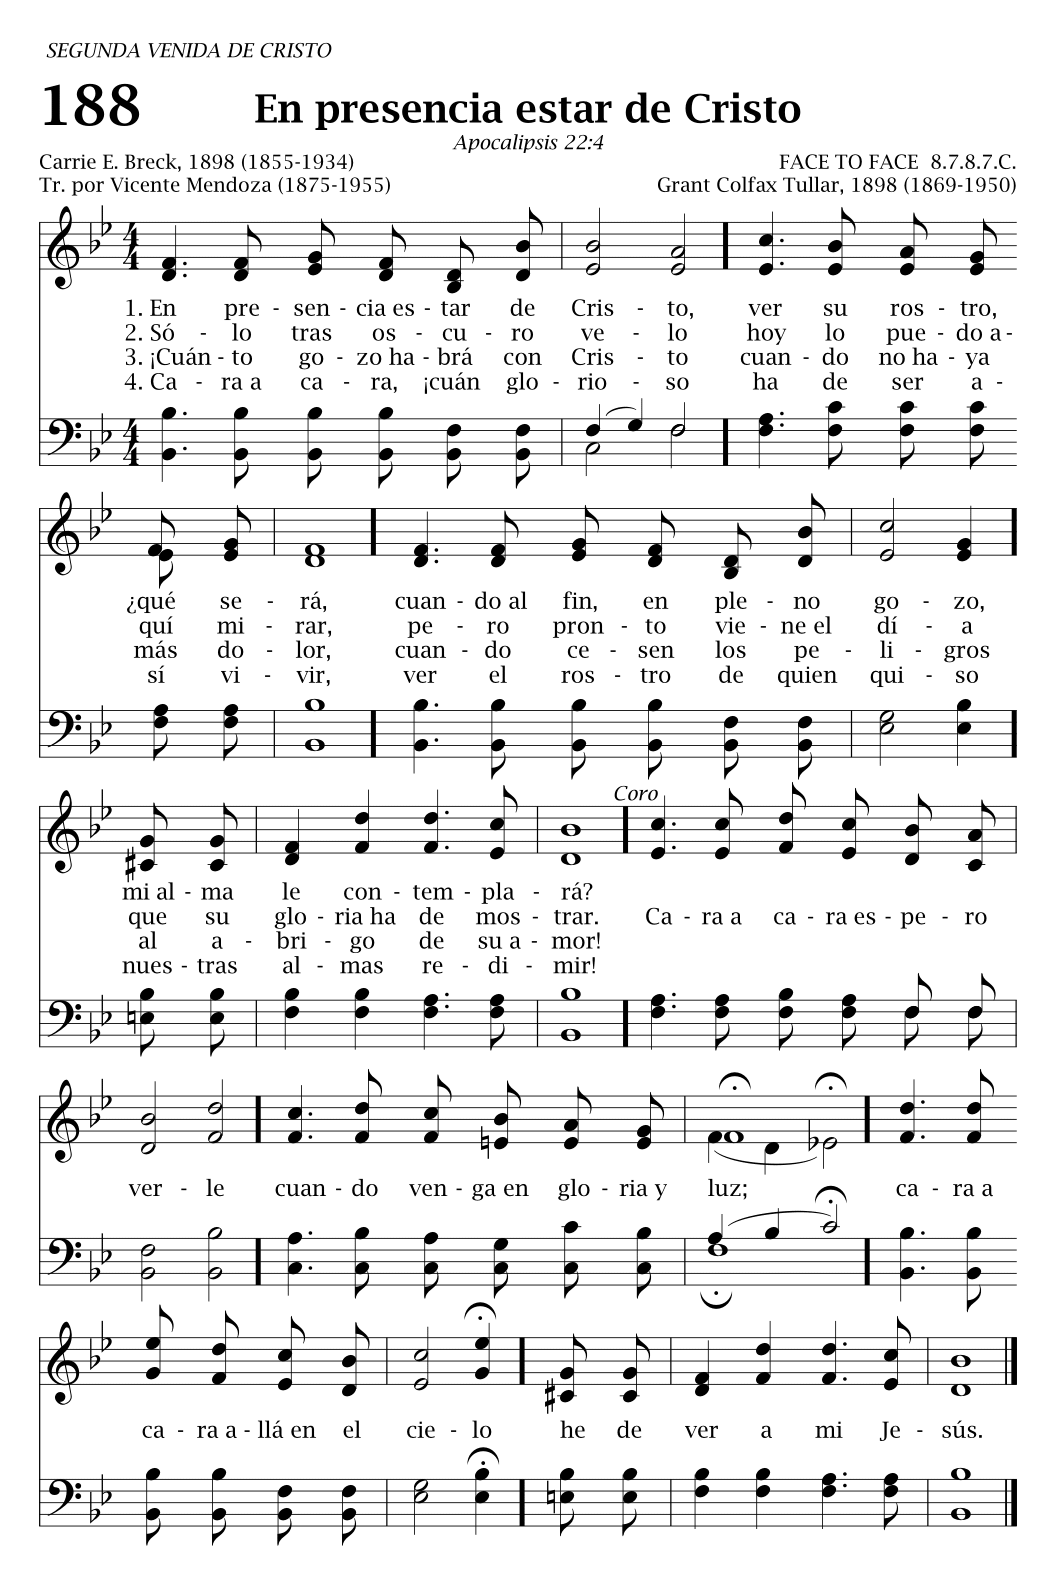 SEGUNDA VENIDA DE CRISTO
188
En presencia estar de Cristo
Apocalipsis 22:4
Carrie E. Breck, 1898 (1855-1934)
FACE TO FACE 8.7.8.7.C.
Tr. por Vicente Mendoza (1875-1955)
Grant Colfax Tullar, 1898 (1869-1950)
1. En pre - sen - cia es - tar de Cris - to, ver su ros - tro,
2. Só - lo tras os - cu - ro ve - lo hoy lo pue - do a -
3. ¡Cuán - to go - zo ha - brá con Cris - to cuan - do no ha - ya
4. Ca - ra a ca - ra, ¡cuán glo - rio - so ha de ser a -
¿qué se - rá, cuan - do al fin, en ple - no go - zo,
quí mi - rar, pe - ro pron - to vie - ne el dí - a
más do - lor, cuan - do ce - sen los pe - li - gros
sí vi - vir, ver el ros - tro de quien qui - so
Coro
mi al - ma le con - tem - pla - rá?
que su glo - ria ha de mos - trar. Ca - ra a ca - ra es - pe - ro
al a - bri - go de su a - mor!
nues - tras al - mas re - di - mir!
ver - le cuan - do ven - ga en glo - ria y luz; ca - ra a
ca - ra a - llá en el cie - lo he de ver a mi Je - sús.